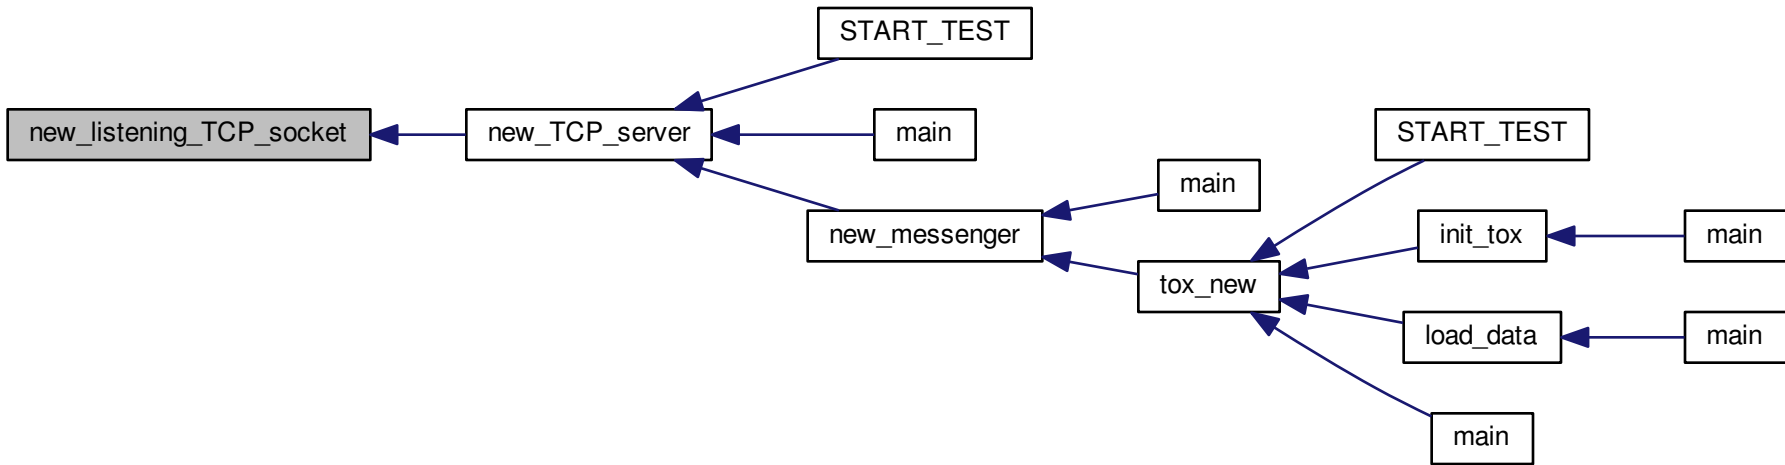 START_TEST
new_listening_TCP_socket
new_TCP_server
main
START_TEST
main
new_messenger
init_tox
main
tox_new
load_data
main
main